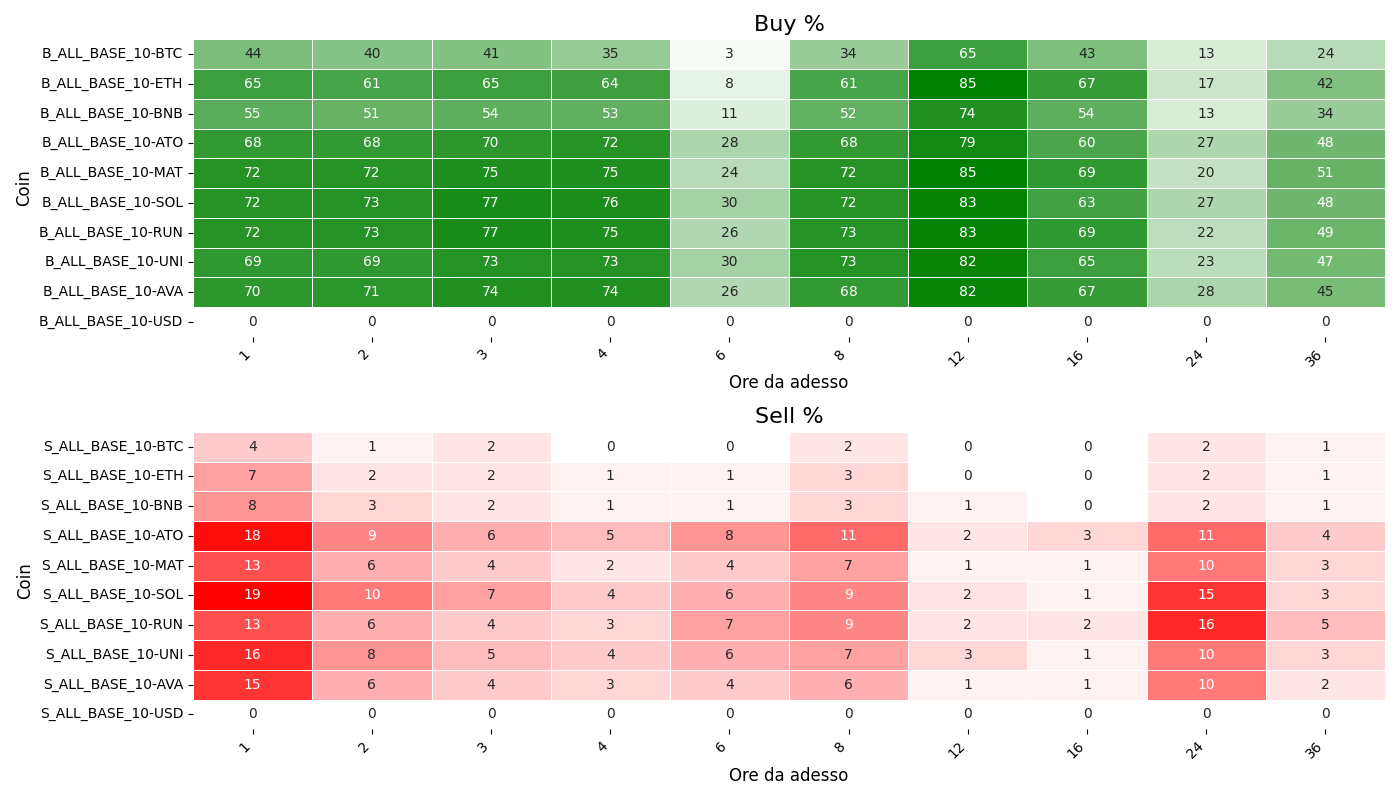 Buy %
Coin
B_ALL_BASE_10-BTC 44 40 41 35 3 34 65 43 13 24
B_ALL_BASE_10-ETH 65 61 65 64 8 61 85 67 17 42
B_ALL_BASE_10-BNB 55 51 54 53 11 52 74 54 13 34
B_ALL_BASE_10-ATO 68 68 70 72 28 68 79 60 27 48
B_ALL_BASE_10-MAT 72 72 75 75 24 72 85 69 20 51
B_ALL_BASE_10-SOL 72 73 77 76 30 72 83 63 27 48
B_ALL_BASE_10-RUN 72 73 77 75 26 73 83 69 22 49
B_ALL_BASE_10-UNI 69 69 73 73 30 73 82 65 23 47
B_ALL_BASE_10-AVA 70 71 74 74 26 68 82 67 28 45
B_ALL_BASE_10-USD 0 0 0 0 0 0 0 0 0 0
1 2 3 4 6 8 12 16 24 36
Ore da adesso
Sell %
Coin
S_ALL_BASE_10-BTC 4 1 2 0 0 2 0 0 2 1
S_ALL_BASE_10-ETH 7 2 2 1 1 3 0 0 2 1
S_ALL_BASE_10-BNB 8 3 2 1 1 3 1 0 2 1
S_ALL_BASE_10-ATO 18 9 6 5 8 11 2 3 11 4
S_ALL_BASE_10-MAT 13 6 4 2 4 7 1 1 10 3
S_ALL_BASE_10-SOL 19 10 7 4 6 9 2 1 15 3
S_ALL_BASE_10-RUN 13 6 4 3 7 9 2 2 16 5
S_ALL_BASE_10-UNI 16 8 5 4 6 7 3 1 10 3
S_ALL_BASE_10-AVA 15 6 4 3 4 6 1 1 10 2
S_ALL_BASE_10-USD 0 0 0 0 0 0 0 0 0 0
1 2 3 4 6 8 12 16 24 36
Ore da adesso